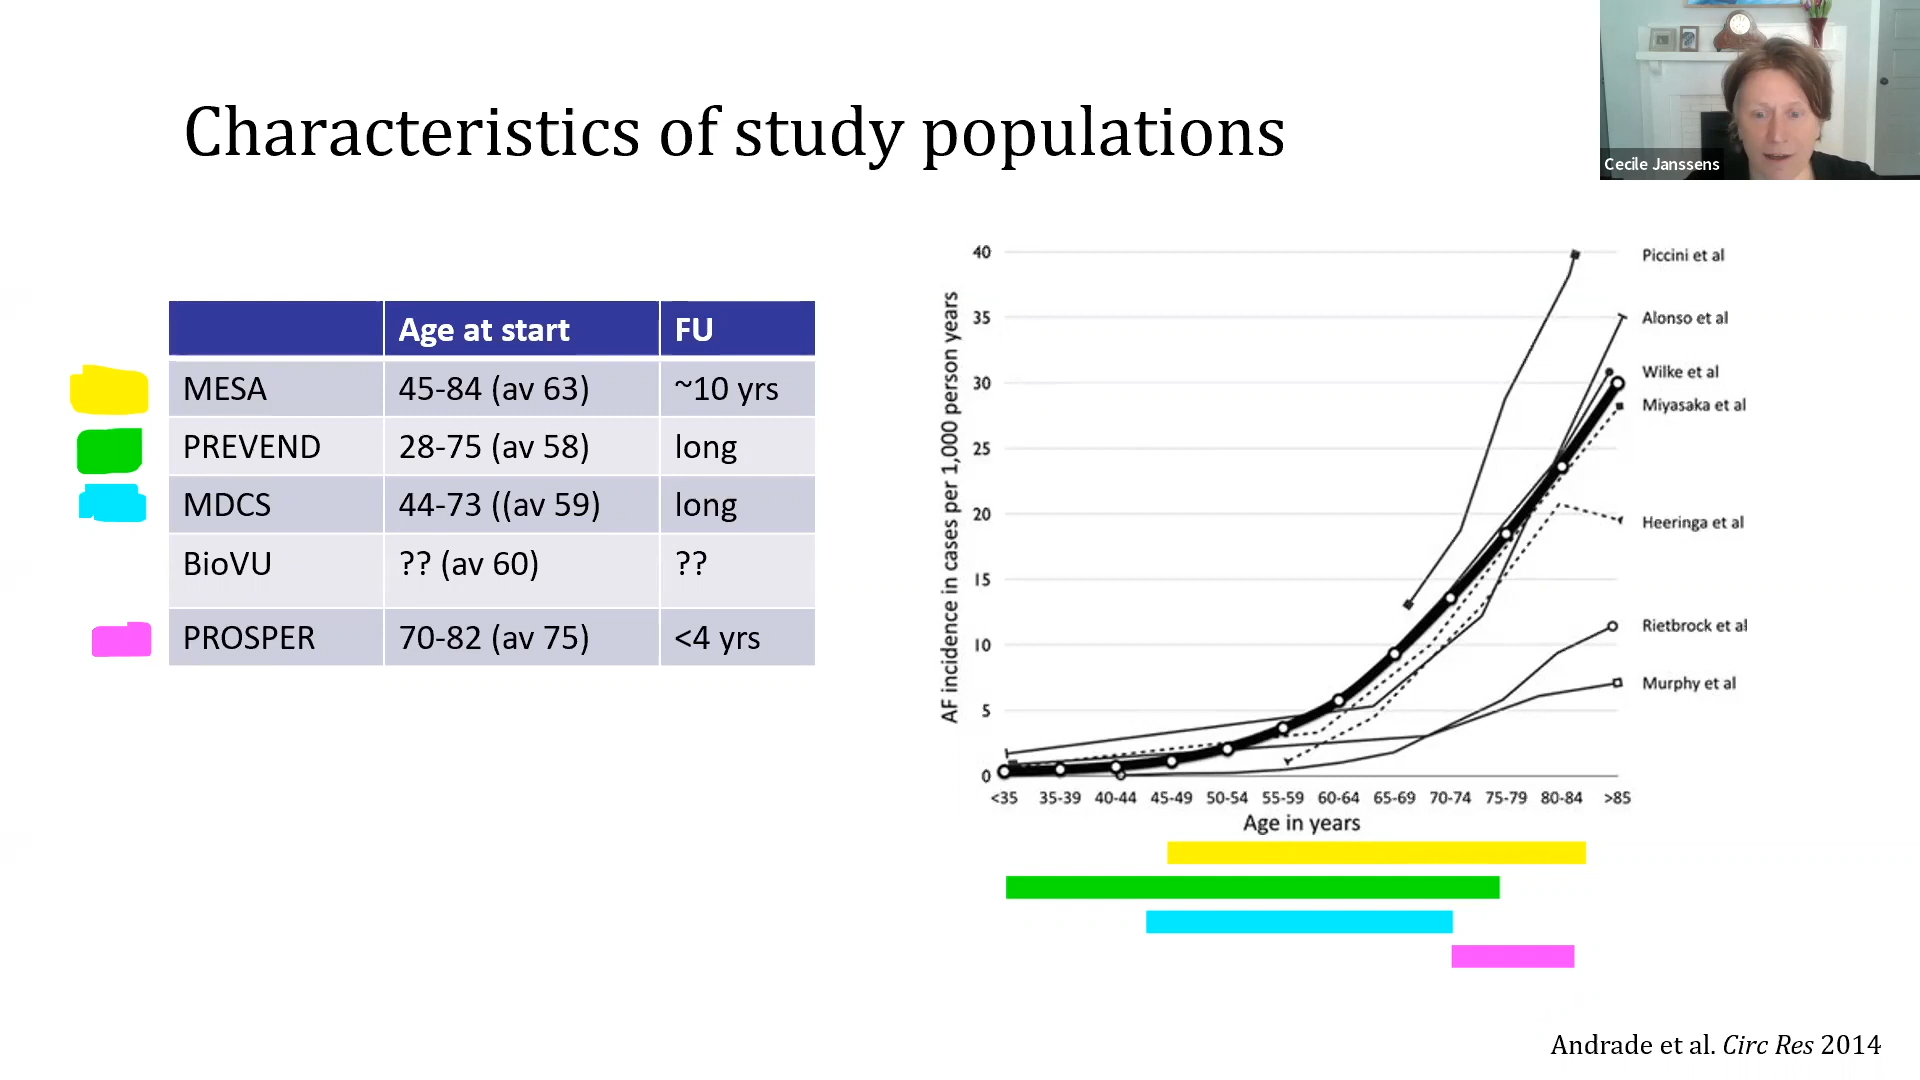 Characteristics of study populations
Cecile Janssens
Age at start FU
MESA 45-84 (av 63) ~10 yrs
PREVEND 28-75 (av 58) long
MDCS 44-73 ((av 59) long
BioVU ?? (av 60) ??
PROSPER 70-82 (av 75) <4 yrs
AF incidence in cases per 1,000 person years
40
35
30
25
20
15
10
5
0
Piccini et al
Alonso et al
Wilke et al
Miyasaka et al
Heeringa et al
Rietbrock et al
Murphy et al
<35 35-39 40-44 45-49 50-54 55-59 60-64 65-69 70-74 75-79 80-84 >85
Age in years
Andrade et al. Circ Res 2014